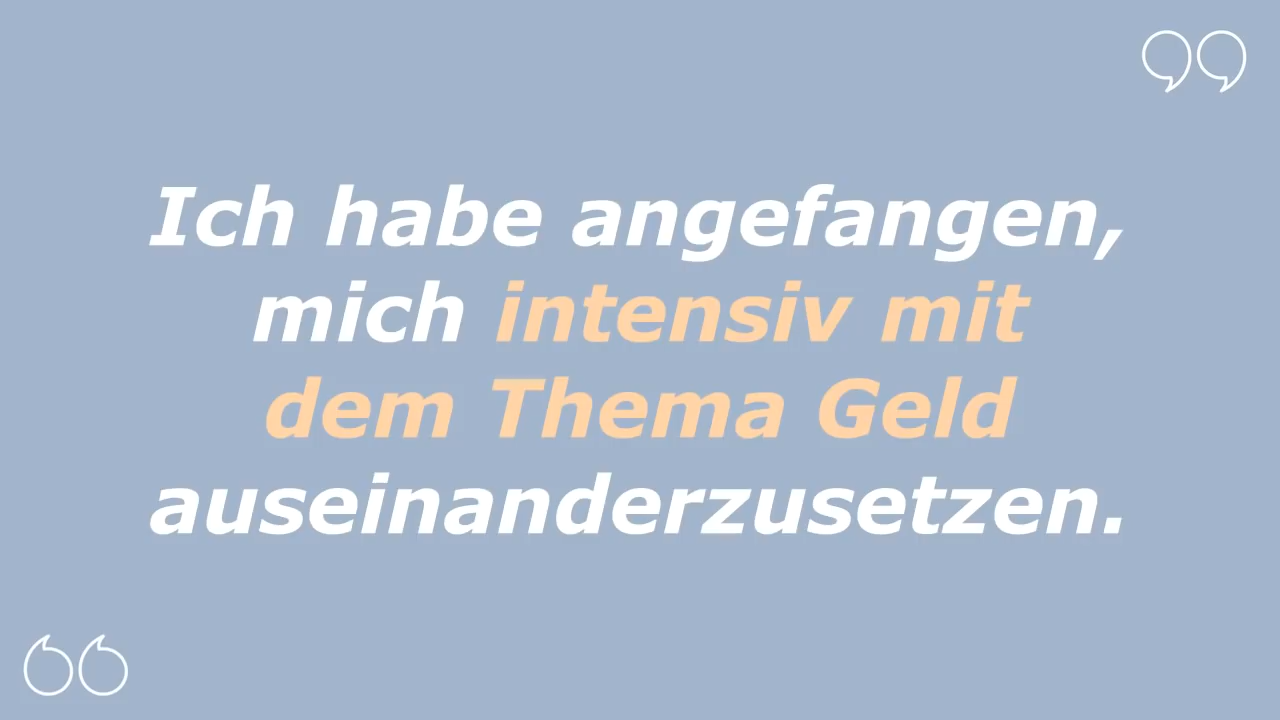 Ich habe angefangen,
mich intensiv mit
dem Thema Geld
auseinanderzusetzen.